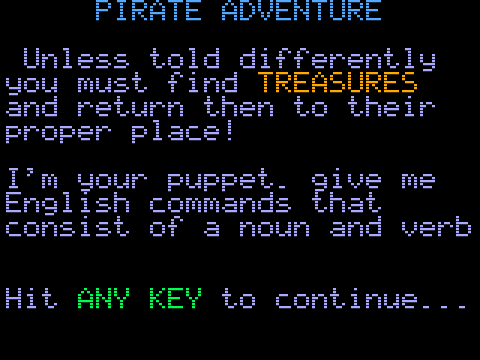 PIRATE ADVENTURE
Unless told differently
you must find TREASURES
and return then to their
proper place!
I'm your puppet. give me
English commands that
consist of a noun and verb
Hit ANY KEY to continue...